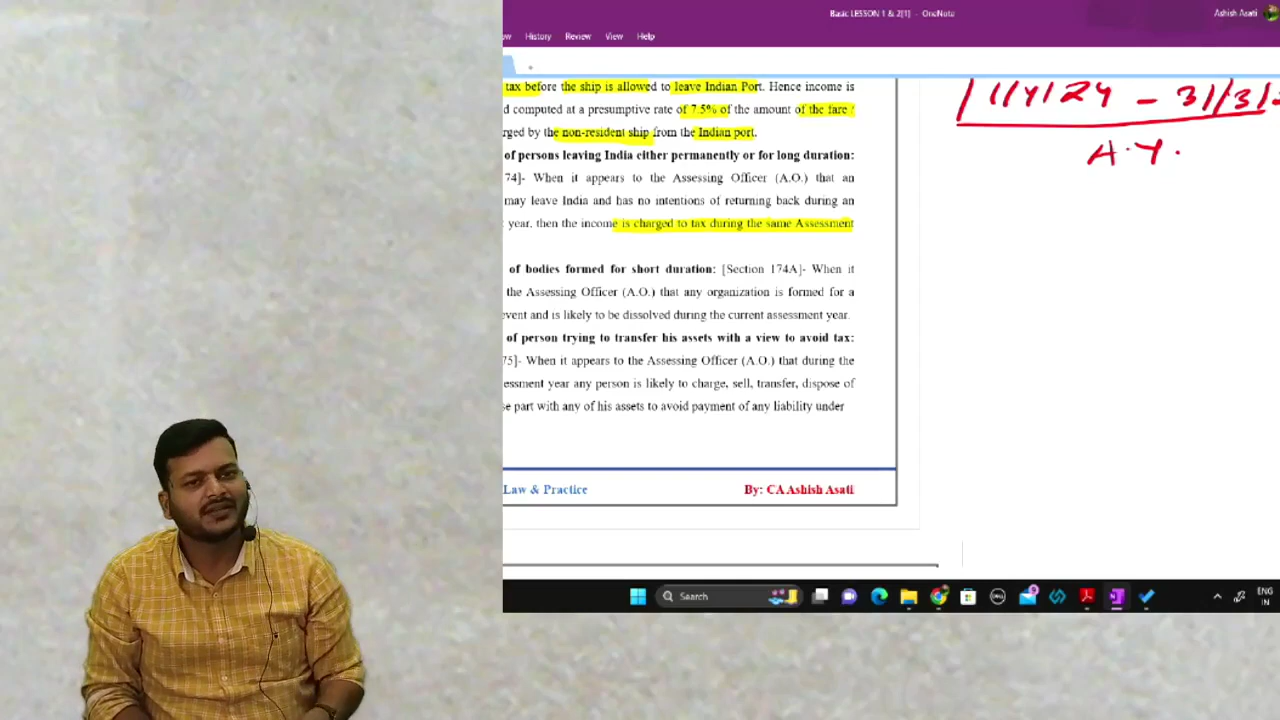 Basic LESSON 1 & 2[1] - OneNote
Ashish Asati
History Review View Help
tax before the ship is allowed to leave Indian Port. Hence income is
computed at a presumptive rate of 7.5% of the amount of the fare /
by the non-resident ship from the Indian port.
of persons leaving India either permanently or for long duration:
74]- When it appears to the Assessing Officer (A.O.) that an
may leave India and has no intentions of returning back during an
year, then the income is charged to tax during the same Assessment
of bodies formed for short duration: [Section 174A]- When it
the Assessing Officer (A.O.) that any organization is formed for a
event and is likely to be dissolved during the current assessment year.
of person trying to transfer his assets with a view to avoid tax:
75]- When it appears to the Assessing Officer (A.O.) that during the
year any person is likely to charge, sell, transfer, dispose of
part with any of his assets to avoid payment of any liability under
Law & Practice
By: CA Ashish Asati
1/4/24 - 31/3/2
A.Y.
Search
ENG
IN